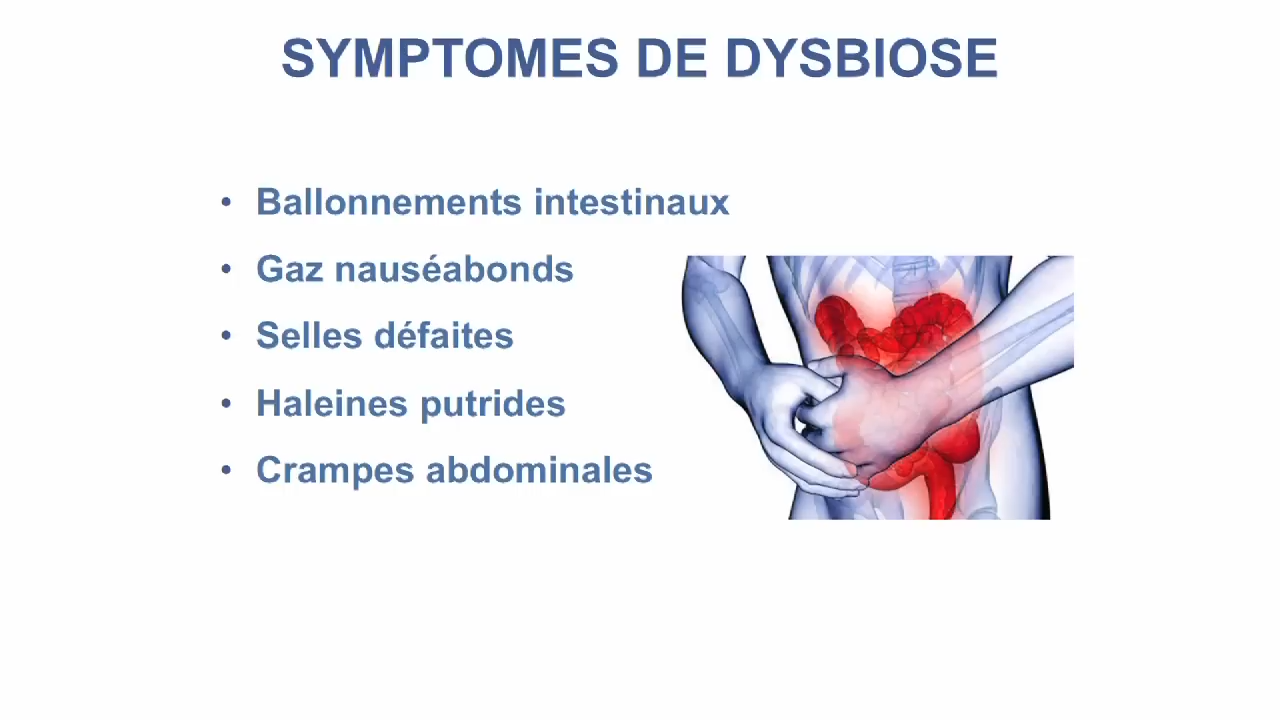 SYMPTOMES DE DYSBIOSE
• Ballonnements intestinaux
• Gaz nauséabonds
• Selles défaites
• Haleines putrides
• Crampes abdominales